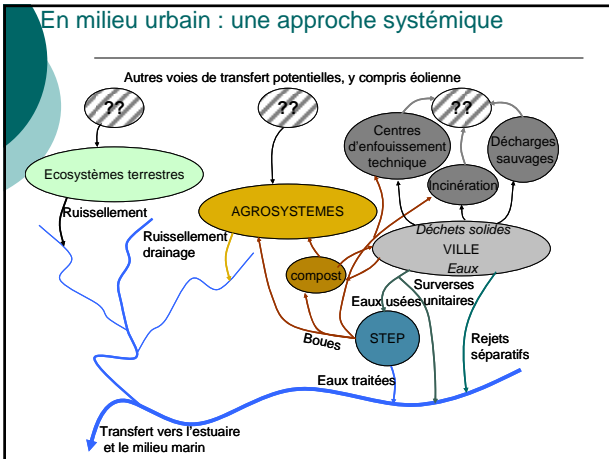 En milieu urbain : une approche systémique
Autres voies de transfert potentielles, y compris éolienne
??
??
??
Centres
d'enfouissement
technique
Décharges
sauvages
Incinération
Ecosystèmes terrestres
Ruissellement
AGROSYSTEMES
Ruissellement
drainage
Déchets solides
VILLE
Eaux
compost
Surverses
unitaires
Eaux usées
STEP
Boues
Rejets
séparatifs
Eaux traitées
Transfert vers l'estuaire
et le milieu marin